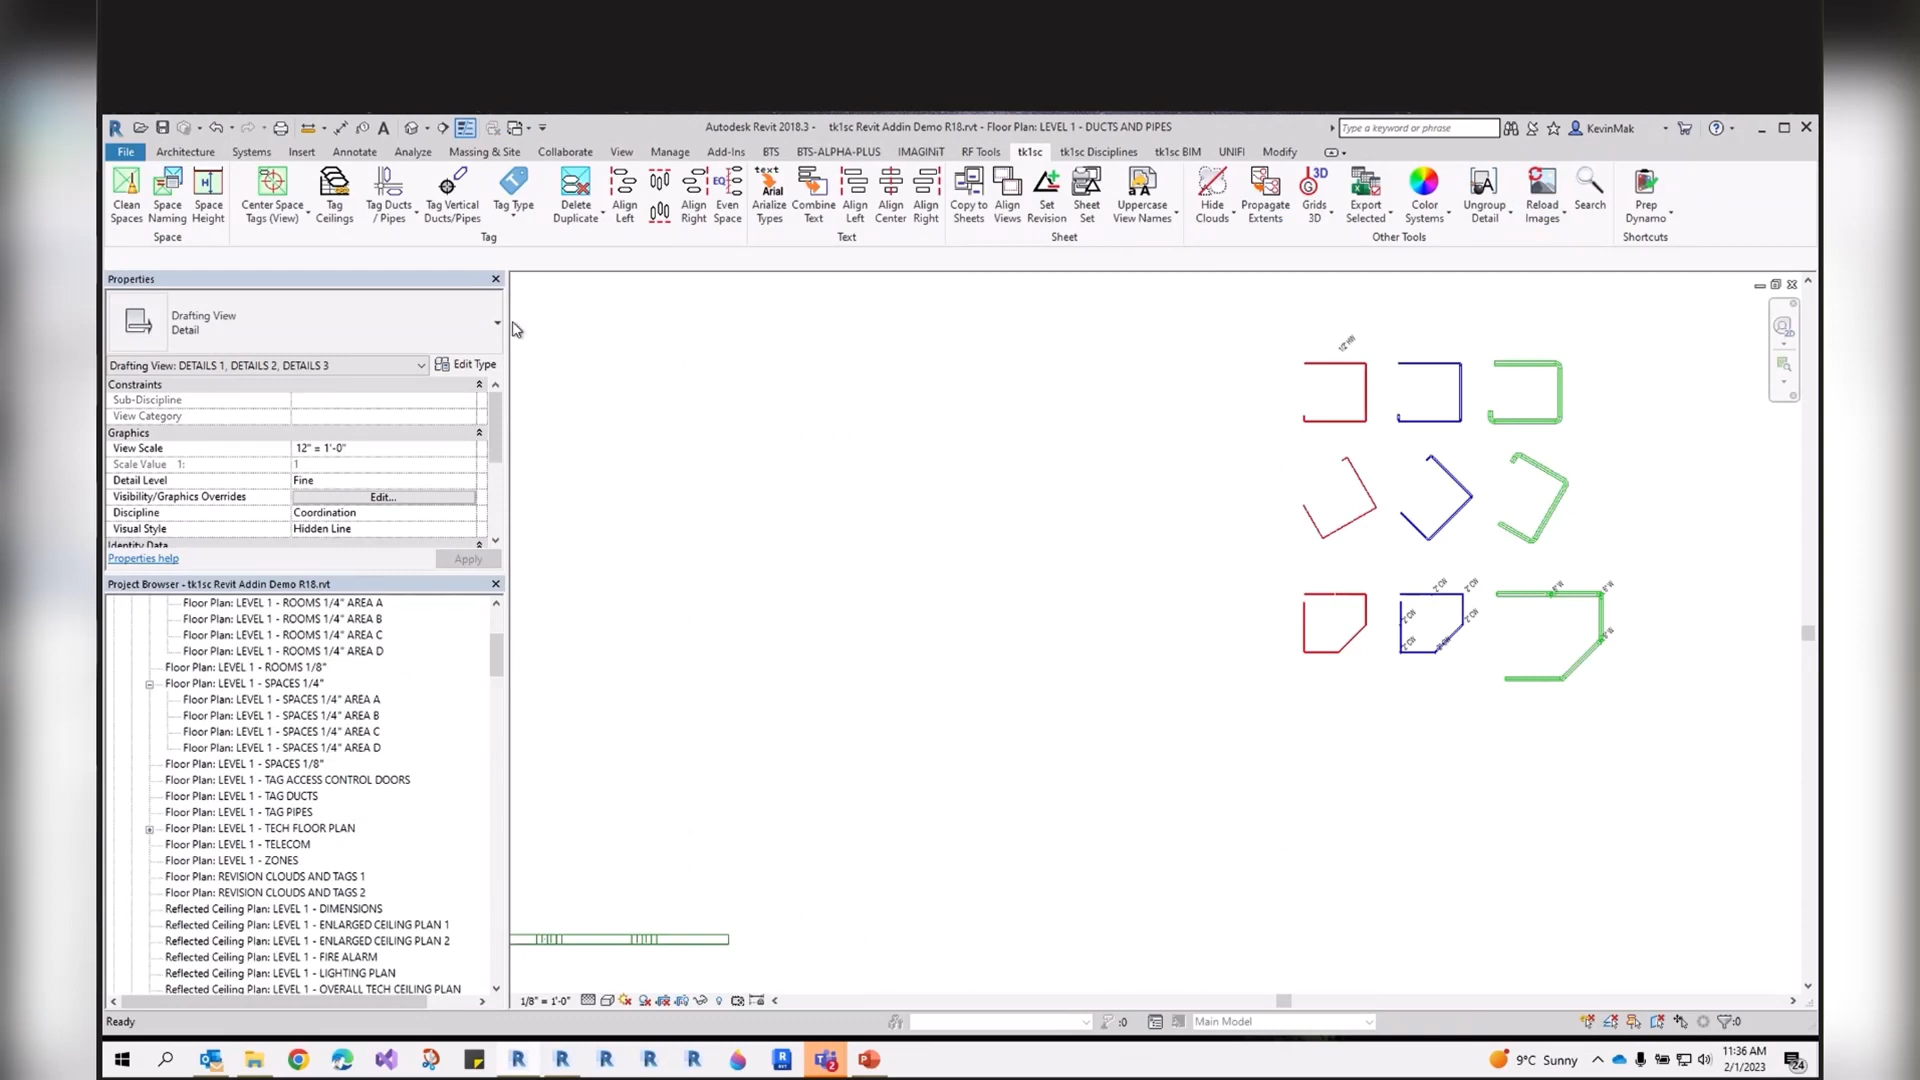 Autodesk Revit 2018.3 - tk1sc Revit Addin Demo R18.rvt - Floor Plan: LEVEL 1 - DUCTS AND PIPES
Type a keyword or phrase
KevinMak
File Architecture Systems Insert Annotate Analyze Massing & Site Collaborate View Manage Add-Ins BTS BTS-ALPHA-PLUS IMAGINiT RF Tools tk1sc tk1sc Disciplines tk1sc BIM UNIFI Modify
Clean Spaces
Space Naming
Space Height
Center Space Tags (View)
Tag Ceilings
Tag Ducts / Pipes
Tag Vertical Ducts/Pipes
Tag Type
Delete Duplicate
Align Left
Align Right
EQ
Even Space
text
Arial
Arialize Types
Combine Text
Align Left
Align Center
Align Right
Copy to Sheets
Align Views
Set Revision
Sheet Set
Uppercase View Names
Hide Clouds
Propagate Extents
3D
Grids 3D
Export Selected
Color Systems
Ungroup Detail
Reload Images
Search
Prep Dynamo
Space Tag Text Sheet Other Tools Shortcuts
Properties
Drafting View
Detail
Drafting View: DETAILS 1, DETAILS 2, DETAILS 3
Edit Type
Constraints
Sub-Discipline
View Category
Graphics
View Scale 12" = 1'-0"
Scale Value 1: 1
Detail Level Fine
Visibility/Graphics Overrides Edit...
Discipline Coordination
Visual Style Hidden Line
Identity Data
Properties help
Apply
Project Browser - tk1sc Revit Addin Demo R18.rvt
Floor Plan: LEVEL 1 - ROOMS 1/4" AREA A
Floor Plan: LEVEL 1 - ROOMS 1/4" AREA B
Floor Plan: LEVEL 1 - ROOMS 1/4" AREA C
Floor Plan: LEVEL 1 - ROOMS 1/4" AREA D
Floor Plan: LEVEL 1 - ROOMS 1/8"
Floor Plan: LEVEL 1 - SPACES 1/4"
Floor Plan: LEVEL 1 - SPACES 1/4" AREA A
Floor Plan: LEVEL 1 - SPACES 1/4" AREA B
Floor Plan: LEVEL 1 - SPACES 1/4" AREA C
Floor Plan: LEVEL 1 - SPACES 1/4" AREA D
Floor Plan: LEVEL 1 - SPACES 1/8"
Floor Plan: LEVEL 1 - TAG ACCESS CONTROL DOORS
Floor Plan: LEVEL 1 - TAG DUCTS
Floor Plan: LEVEL 1 - TAG PIPES
Floor Plan: LEVEL 1 - TECH FLOOR PLAN
Floor Plan: LEVEL 1 - TELECOM
Floor Plan: LEVEL 1 - ZONES
Floor Plan: REVISION CLOUDS AND TAGS 1
Floor Plan: REVISION CLOUDS AND TAGS 2
Reflected Ceiling Plan: LEVEL 1 - DIMENSIONS
Reflected Ceiling Plan: LEVEL 1 - ENLARGED CEILING PLAN 1
Reflected Ceiling Plan: LEVEL 1 - ENLARGED CEILING PLAN 2
Reflected Ceiling Plan: LEVEL 1 - FIRE ALARM
Reflected Ceiling Plan: LEVEL 1 - LIGHTING PLAN
Reflected Ceiling Plan: LEVEL 1 - OVERALL TECH CEILING PLAN
1/8" = 1'-0"
Ready
:0
Main Model
:0
9°C Sunny
11:36 AM
2/1/2023
24